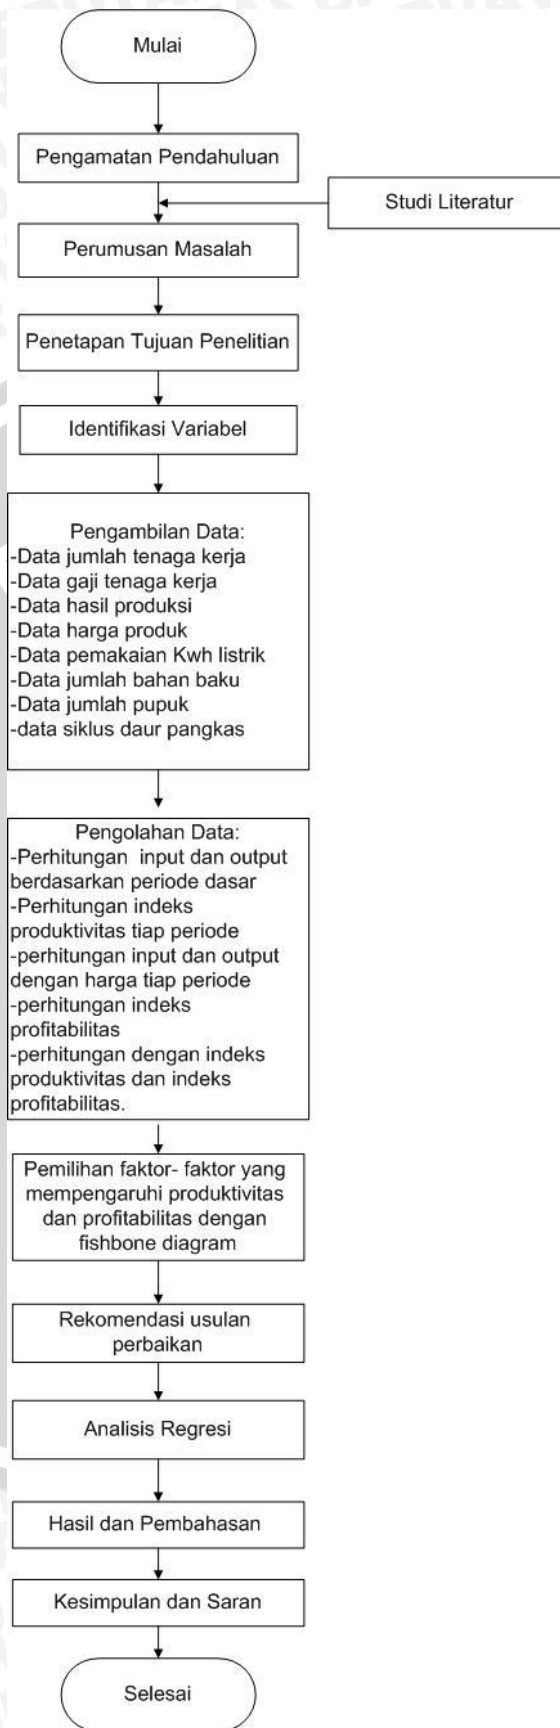 Mulai
Pengamatan Pendahuluan
Studi Literatur
Perumusan Masalah
Penetapan Tujuan Penelitian
Identifikasi Variabel
Pengambilan Data:
-Data jumlah tenaga kerja
-Data gaji tenaga kerja
-Data hasil produksi
-Data harga produk
-Data pemakaian Kwh listrik
-Data jumlah bahan baku
-Data jumlah pupuk
-data siklus daur pangkas
Pengolahan Data:
-Perhitungan input dan output
berdasarkan periode dasar
-Perhitungan indeks
produktivitas tiap periode
-perhitungan input dan output
dengan harga tiap periode
-perhitungan indeks
profitabilitas
-perhitungan dengan indeks
produktivitas dan indeks
profitabilitas.
Pemilihan faktor- faktor yang
mempengaruhi produktivitas
dan profitabilitas dengan
fishbone diagram
Rekomendasi usulan
perbaikan
Analisis Regresi
Hasil dan Pembahasan
Kesimpulan dan Saran
Selesai